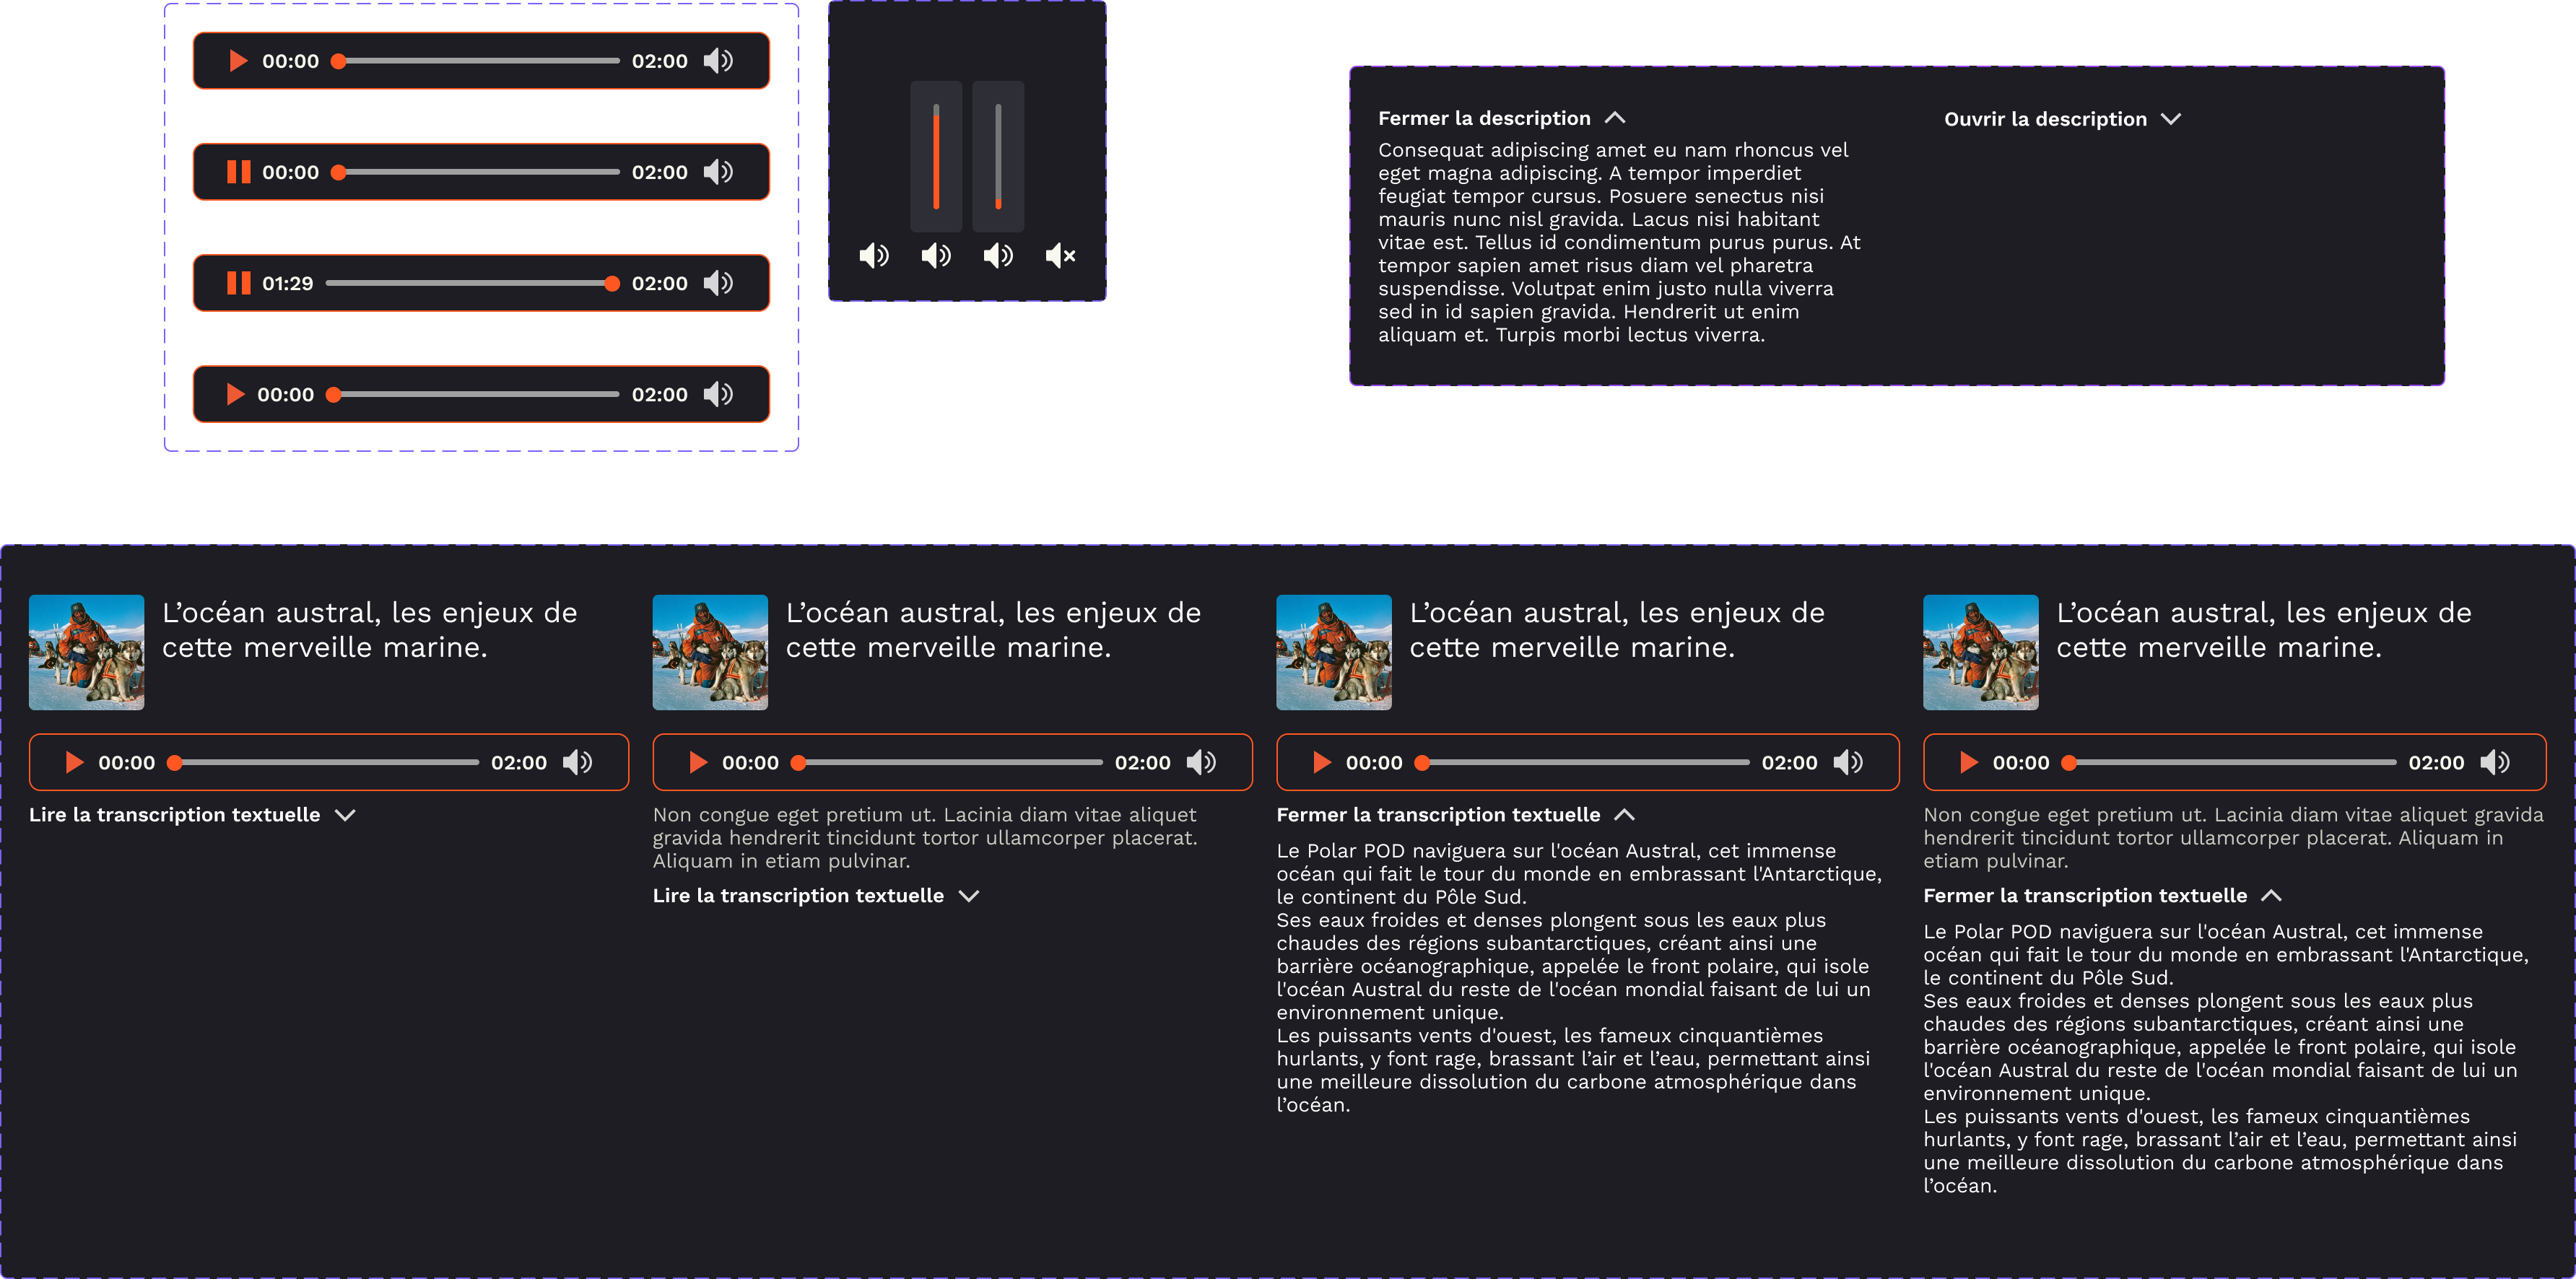 00:00 02:00
00:00 02:00
01:29 02:00
00:00 02:00
Fermer la description
Consequat adipiscing amet eu nam rhoncus vel
eget magna adipiscing. A tempor imperdiet
feugiat tempor cursus. Posuere senectus nisi
mauris nunc nisl gravida. Lacus nisi habitant
vitae est. Tellus id condimentum purus purus. At
tempor sapien amet risus diam vel pharetra
suspendisse. Volutpat enim justo nulla viverra
sed in id sapien gravida. Hendrerit ut enim
aliquam et. Turpis morbi lectus viverra.
Ouvrir la description
L’océan austral, les enjeux de
cette merveille marine.
00:00 02:00
Lire la transcription textuelle
L’océan austral, les enjeux de
cette merveille marine.
00:00 02:00
Non congue eget pretium ut. Lacinia diam vitae aliquet
gravida hendrerit tincidunt tortor ullamcorper placerat.
Aliquam in etiam pulvinar.
Lire la transcription textuelle
L’océan austral, les enjeux de
cette merveille marine.
00:00 02:00
Fermer la transcription textuelle
Le Polar POD naviguera sur l'océan Austral, cet immense
océan qui fait le tour du monde en embrassant l'Antarctique,
le continent du Pôle Sud.
Ses eaux froides et denses plongent sous les eaux plus
chaudes des régions subantarctiques, créant ainsi une
barrière océanographique, appelée le front polaire, qui isole
l'océan Austral du reste de l'océan mondial faisant de lui un
environnement unique.
Les puissants vents d'ouest, les fameux cinquantièmes
hurlants, y font rage, brassant l’air et l’eau, permettant ainsi
une meilleure dissolution du carbone atmosphérique dans
l’océan.
L’océan austral, les enjeux de
cette merveille marine.
00:00 02:00
Non congue eget pretium ut. Lacinia diam vitae aliquet gravida
hendrerit tincidunt tortor ullamcorper placerat. Aliquam in
etiam pulvinar.
Fermer la transcription textuelle
Le Polar POD naviguera sur l'océan Austral, cet immense
océan qui fait le tour du monde en embrassant l'Antarctique,
le continent du Pôle Sud.
Ses eaux froides et denses plongent sous les eaux plus
chaudes des régions subantarctiques, créant ainsi une
barrière océanographique, appelée le front polaire, qui isole
l'océan Austral du reste de l'océan mondial faisant de lui un
environnement unique.
Les puissants vents d'ouest, les fameux cinquantièmes
hurlants, y font rage, brassant l’air et l’eau, permettant ainsi
une meilleure dissolution du carbone atmosphérique dans
l’océan.